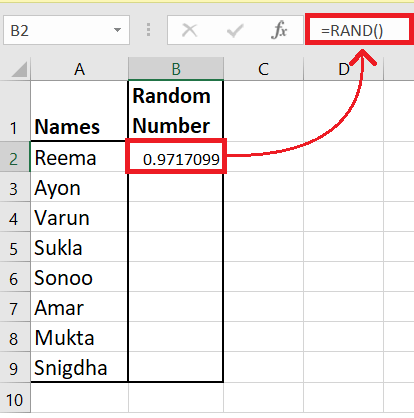 B2 fx =RAND()
A B C D
Random
1 Names Number
2 Reema 0.9717099
3 Ayon
4 Varun
5 Sukla
6 Sonoo
7 Amar
8 Mukta
9 Snigdha
10